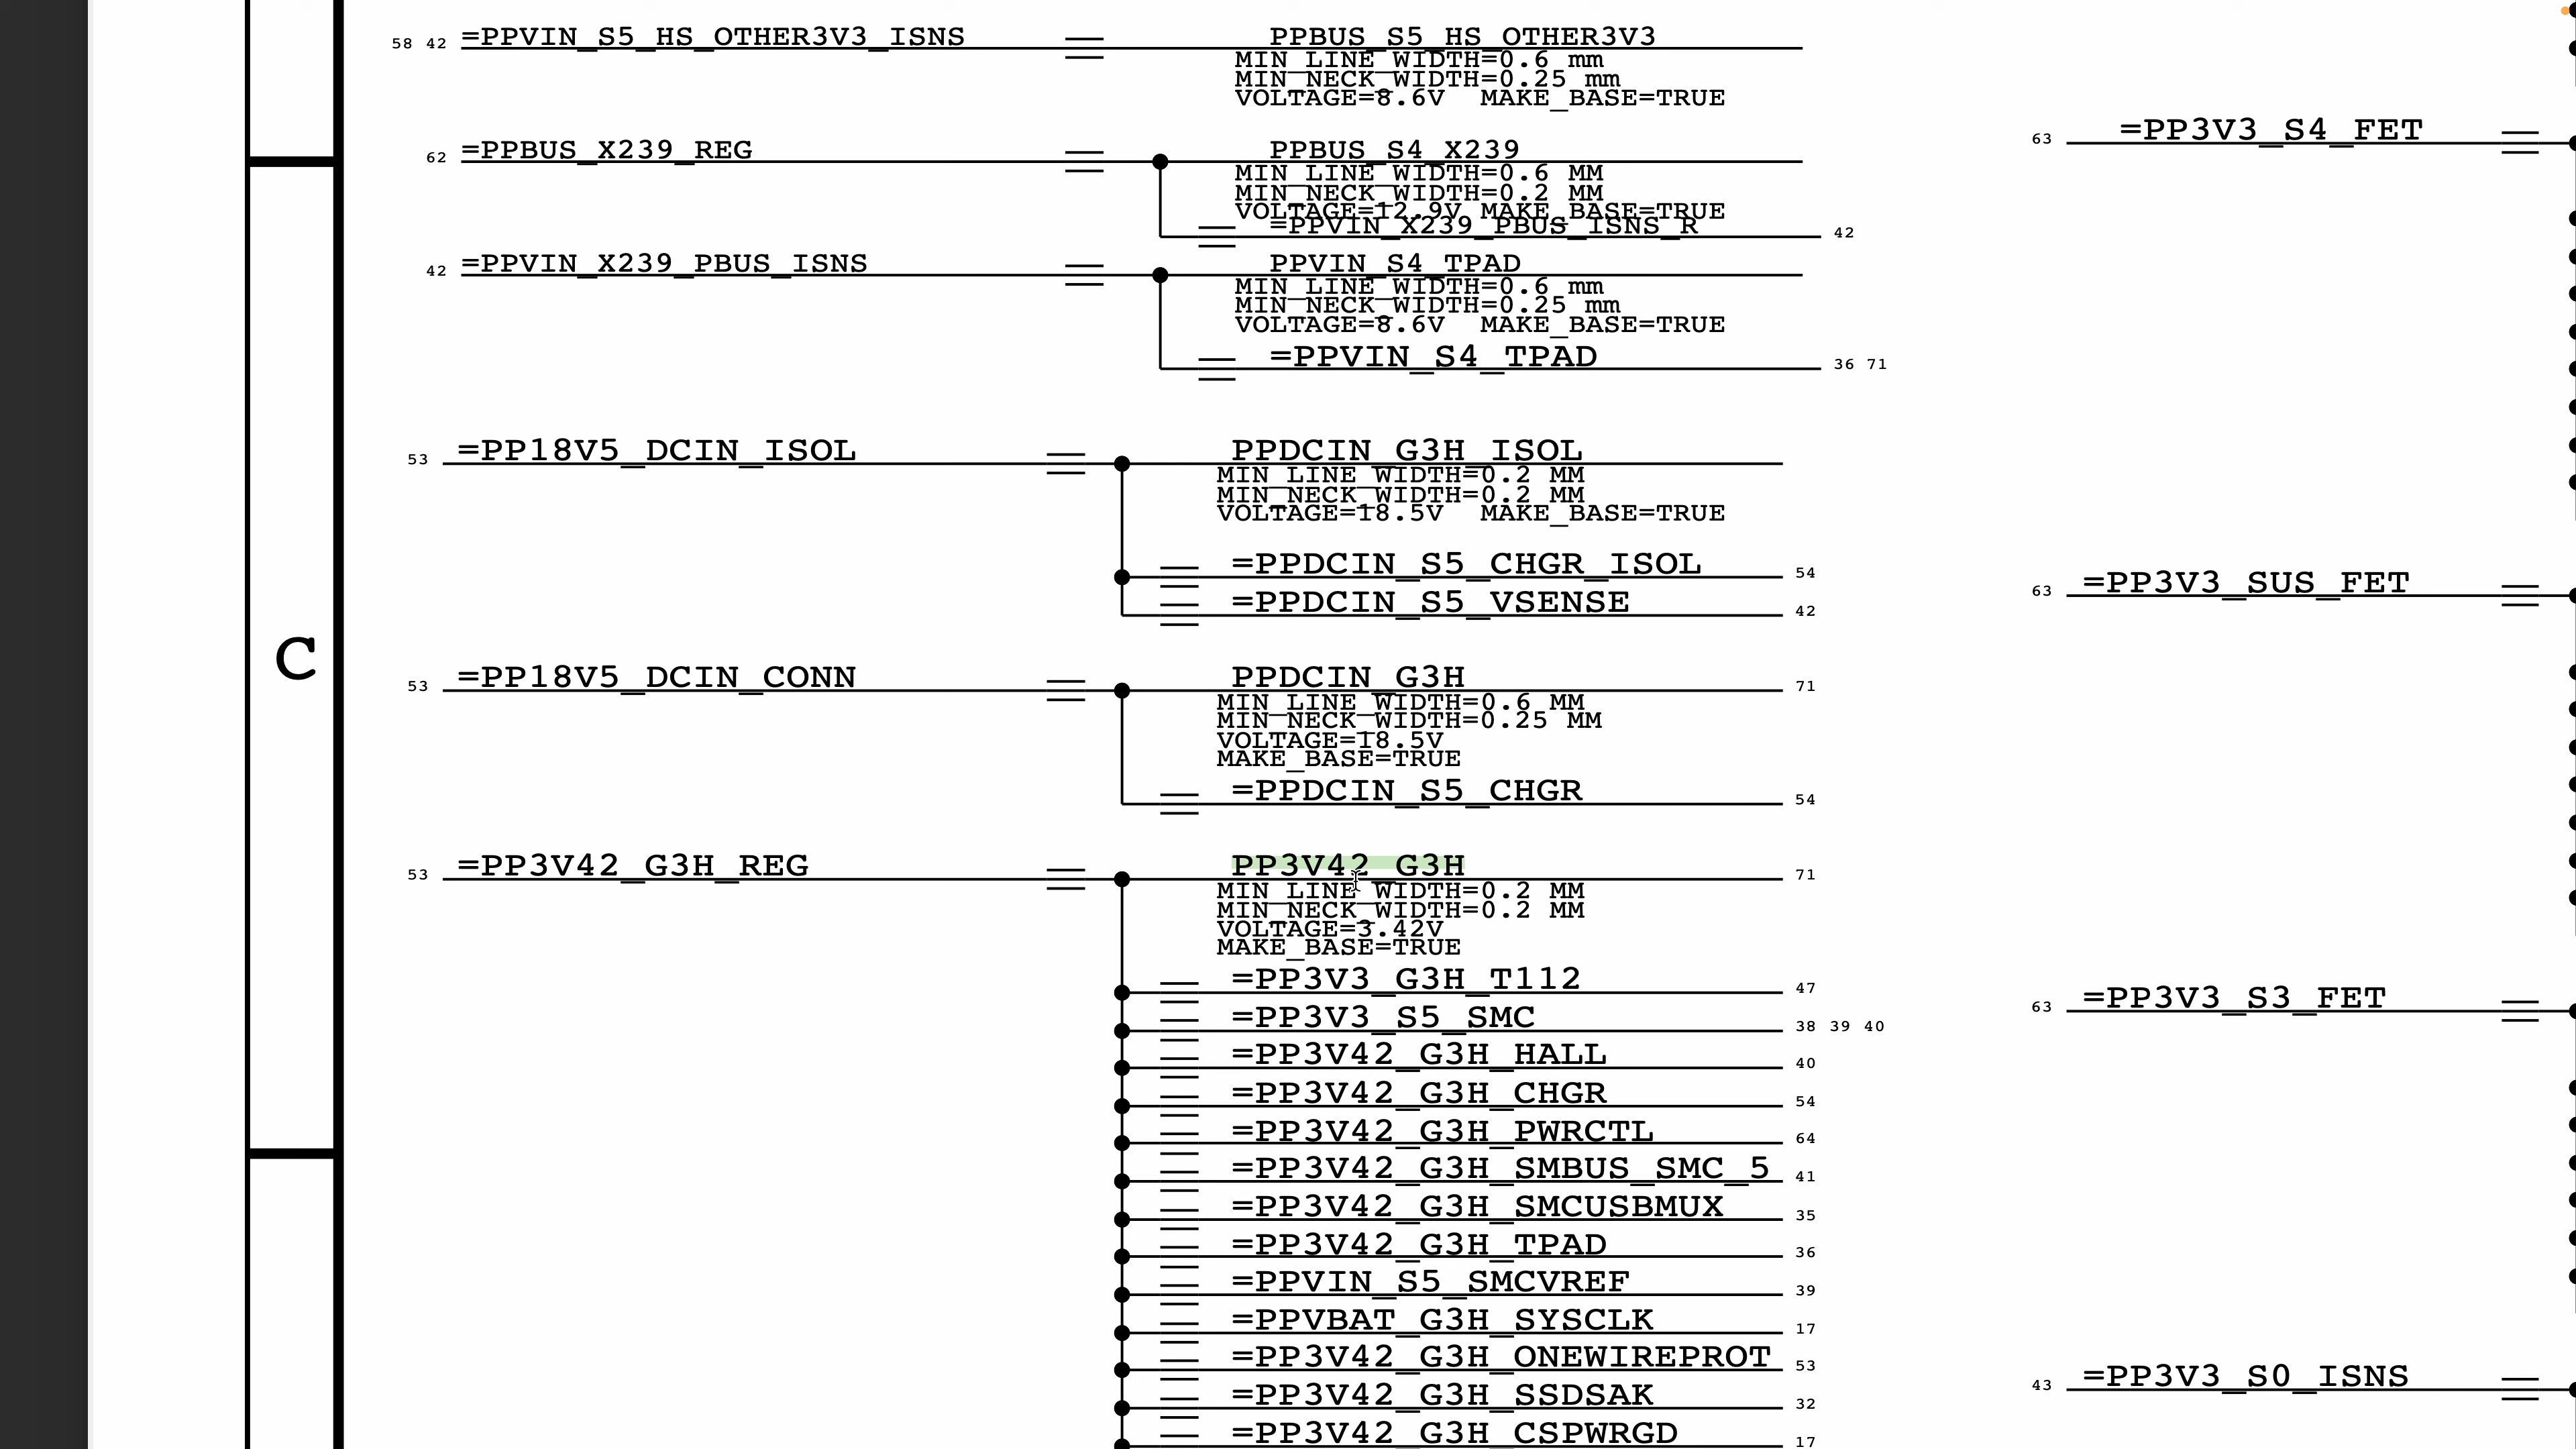 58 42 =PPVIN_S5_HS_OTHER3V3_ISNS PPBUS_S5_HS_OTHER3V3
MIN_LINE_WIDTH=0.6 mm
MIN_NECK_WIDTH=0.25 mm
VOLTAGE=8.6V MAKE_BASE=TRUE
62 =PPBUS_X239_REG PPBUS_S4_X239
MIN_LINE_WIDTH=0.6 MM
MIN_NECK_WIDTH=0.2 MM
VOLTAGE=12.9V MAKE_BASE=TRUE
=PPVIN_X239_PBUS_ISNS_R 42
42 =PPVIN_X239_PBUS_ISNS PPVIN_S4_TPAD
MIN_LINE_WIDTH=0.6 mm
MIN_NECK_WIDTH=0.25 mm
VOLTAGE=8.6V MAKE_BASE=TRUE
=PPVIN_S4_TPAD 36 71
53 =PP18V5_DCIN_ISOL PPDCIN_G3H_ISOL
MIN_LINE_WIDTH=0.2 MM
MIN_NECK_WIDTH=0.2 MM
VOLTAGE=18.5V MAKE_BASE=TRUE
=PPDCIN_S5_CHGR_ISOL 54
=PPDCIN_S5_VSENSE 42
C
53 =PP18V5_DCIN_CONN PPDCIN_G3H 71
MIN_LINE_WIDTH=0.6 MM
MIN_NECK_WIDTH=0.25 MM
VOLTAGE=18.5V
MAKE_BASE=TRUE
=PPDCIN_S5_CHGR 54
53 =PP3V42_G3H_REG PP3V42_G3H 71
MIN_LINE_WIDTH=0.2 MM
MIN_NECK_WIDTH=0.2 MM
VOLTAGE=3.42V
MAKE_BASE=TRUE
=PP3V3_G3H_T112 47
=PP3V3_S5_SMC 38 39 40
=PP3V42_G3H_HALL 40
=PP3V42_G3H_CHGR 54
=PP3V42_G3H_PWRCTL 64
=PP3V42_G3H_SMBUS_SMC_5 41
=PP3V42_G3H_SMCUSBMUX 35
=PP3V42_G3H_TPAD 36
=PPVIN_S5_SMCVREF 39
=PPVBAT_G3H_SYSCLK 17
=PP3V42_G3H_ONEWIREPROT 53
=PP3V42_G3H_SSDSAK 32
=PP3V42_G3H_CSPWRGD 17
63 =PP3V3_S4_FET
63 =PP3V3_SUS_FET
63 =PP3V3_S3_FET
43 =PP3V3_S0_ISNS